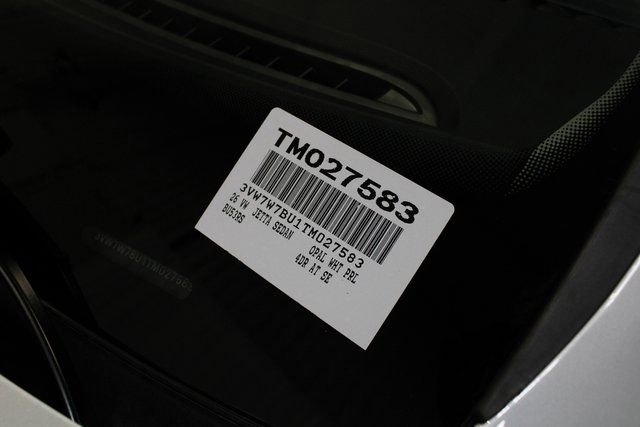 TM027583
3VW7W7BU1TM027583
26 VW JETTA SEDAN OPAL WHT PRL
BU53RS 4DR AT SE